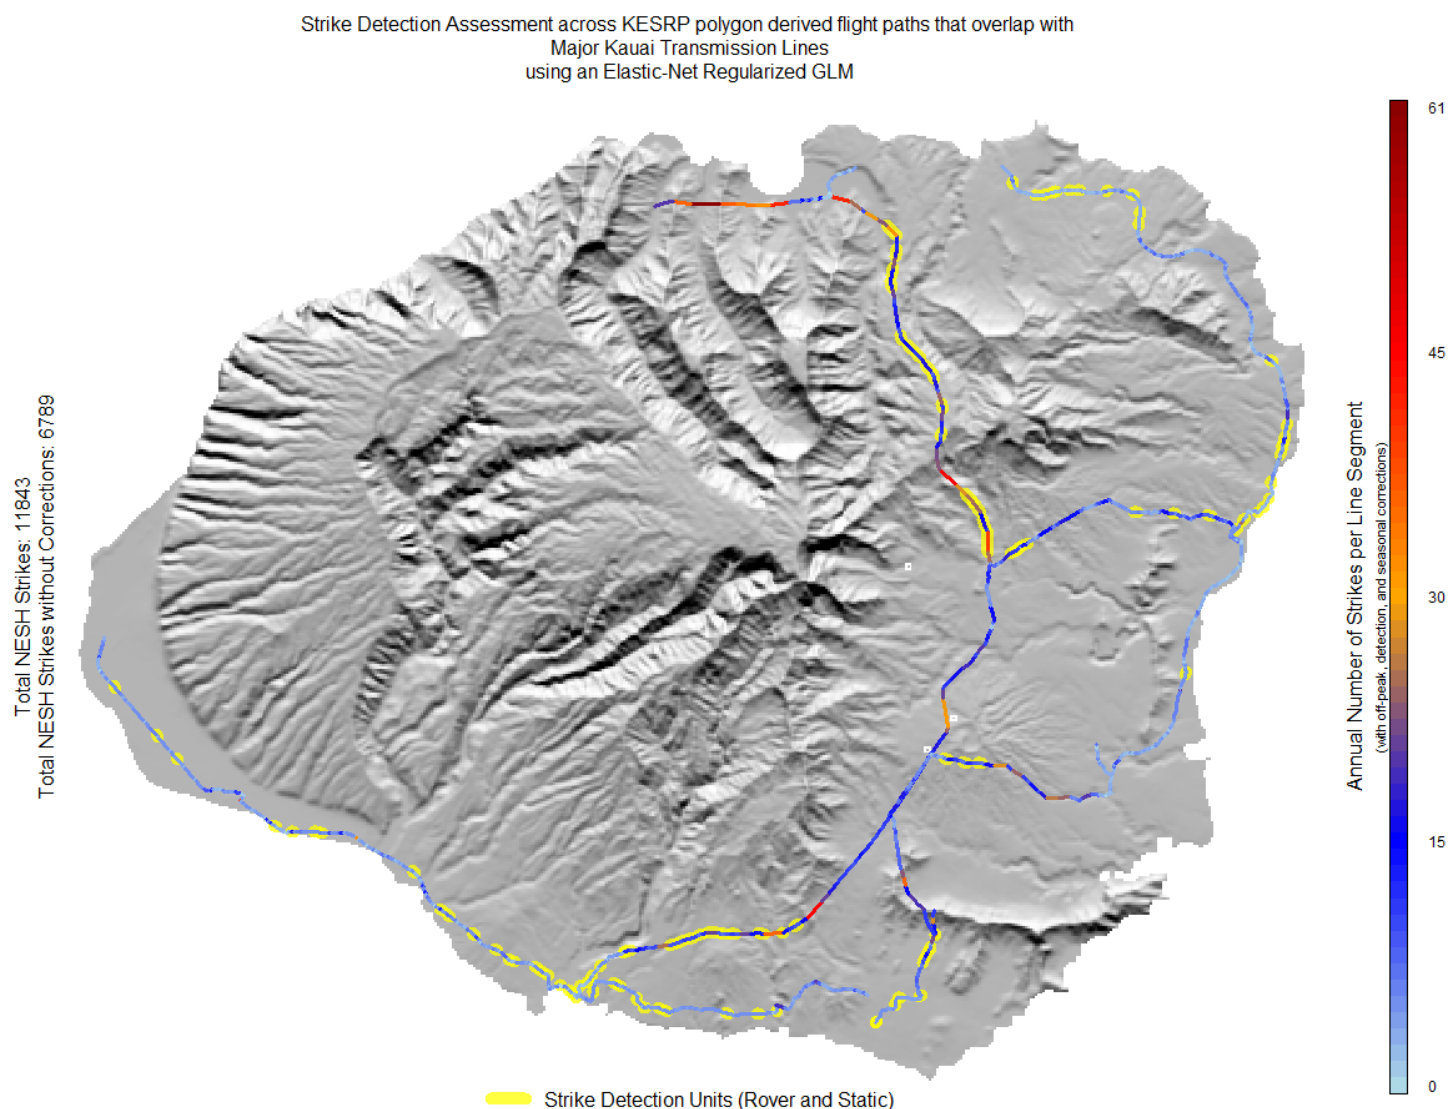 Strike Detection Assessment across KESRP polygon derived flight paths that overlap with
Major Kauai Transmission Lines
using an Elastic-Net Regularized GLM
Total NESH Strikes: 11843
Total NESH Strikes without Corrections: 6789
61
45
30
15
0
Annual Number of Strikes per Line Segment
(with off-peak, detection, and seasonal corrections)
Strike Detection Units (Rover and Static)